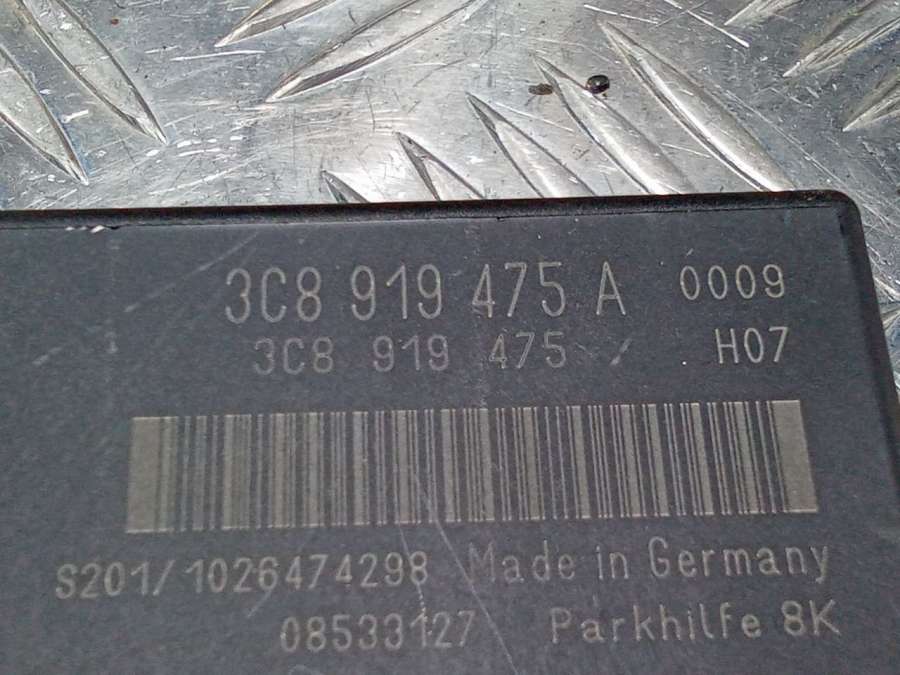 3C8 919 475 A 0009
3C8 919 475 / H07
S201/1026474298 Made in Germany
08533127 Parkhilfe 8K